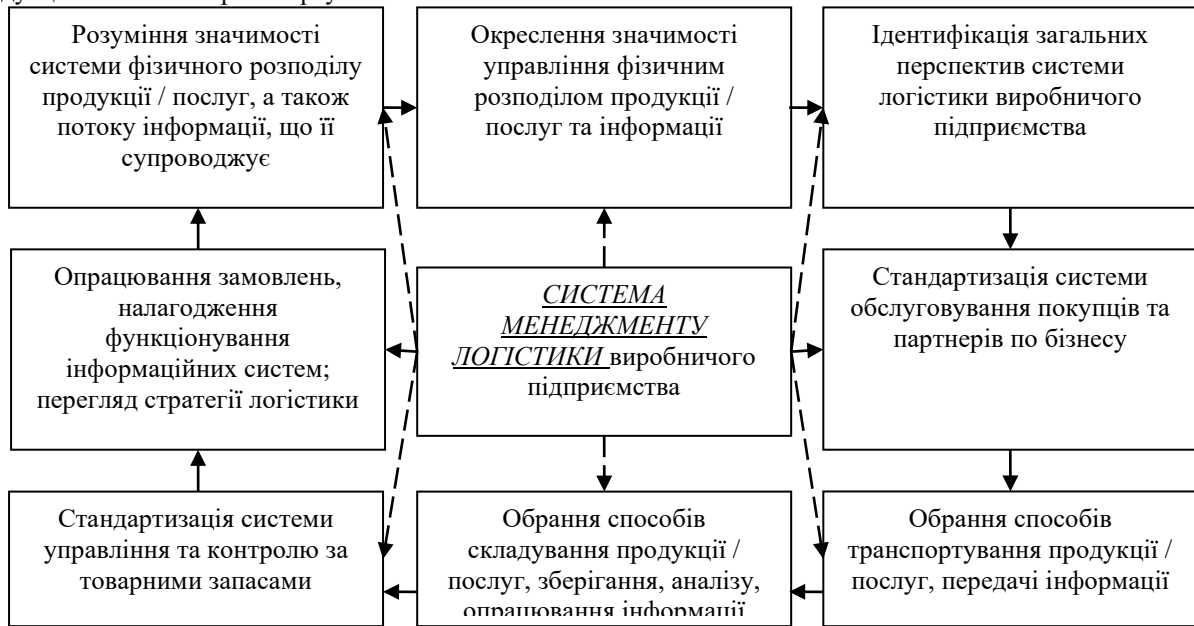 Розуміння значимості
системи фізичного розподілу
продукції / послуг, а також
потоку інформації, що її
супроводжує
Окреслення значимості
управління фізичним
розподілом продукції /
послуг та інформації
Ідентифікація загальних
перспектив системи
логістики виробничого
підприємства
Опрацювання замовлень,
налагодження
функціонування
інформаційних систем;
перегляд стратегії логістики
СИСТЕМА
МЕНЕДЖМЕНТУ
ЛОГІСТИКИ виробничого
підприємства
Стандартизація системи
обслуговування покупців та
партнерів по бізнесу
Стандартизація системи
управління та контролю за
товарними запасами
Обрання способів
складування продукції /
послуг, зберігання, аналізу,
опрацювання інформації
Обрання способів
транспортування продукції /
послуг, передачі інформації